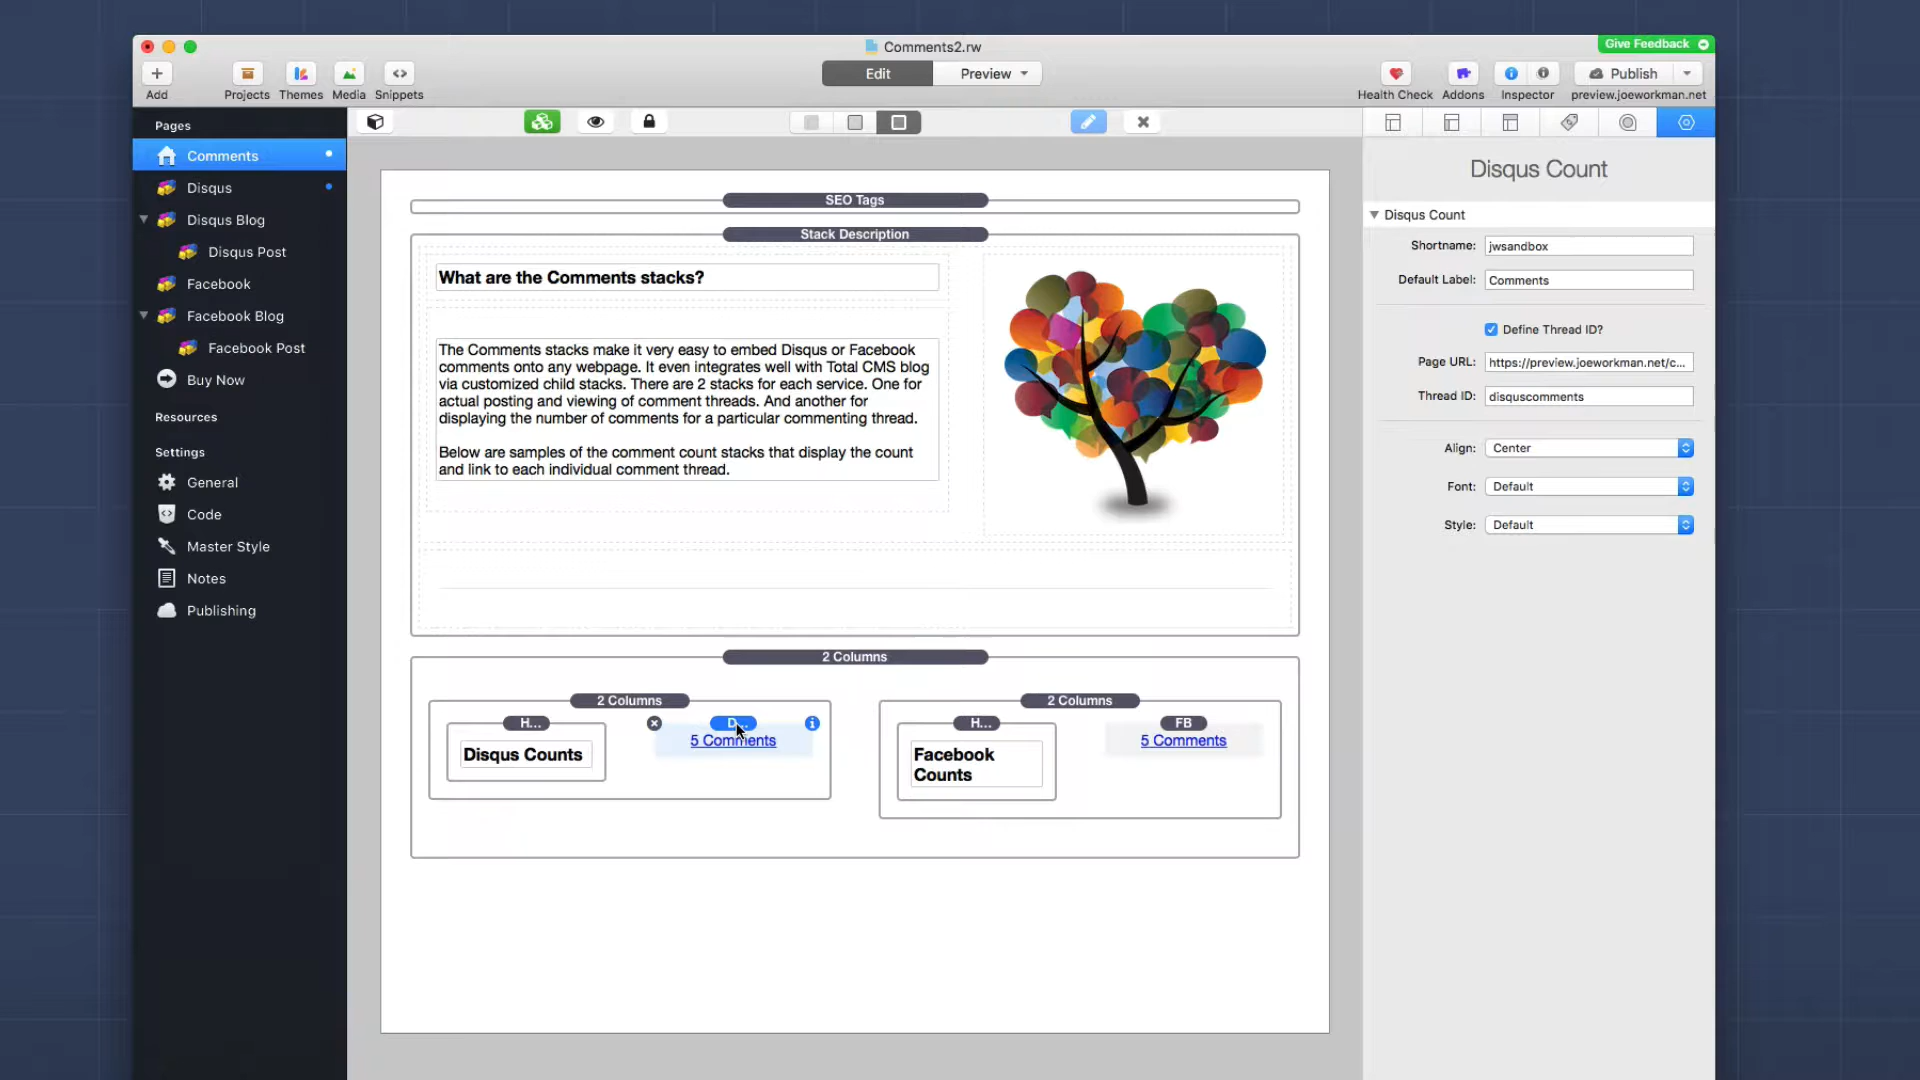 Comments2.rw
Give Feedback
Add
Projects
Themes
Media
Snippets
Edit
Preview
Health Check
Addons
Inspector
Publish
preview.joeworkman.net
Pages
Comments
Disqus
Disqus Blog
Disqus Post
Facebook
Facebook Blog
Facebook Post
Buy Now
Resources
Settings
General
Code
Master Style
Notes
Publishing
SEO Tags
Stack Description
What are the Comments stacks?
The Comments stacks make it very easy to embed Disqus or Facebook
comments onto any webpage. It even integrates well with Total CMS blog
via customized child stacks. There are 2 stacks for each service. One for
actual posting and viewing of comment threads. And another for
displaying the number of comments for a particular commenting thread.
Below are samples of the comment count stacks that display the count
and link to each individual comment thread.
2 Columns
2 Columns
H...
D...
Disqus Counts
5 Comments
2 Columns
H...
FB
Facebook
Counts
5 Comments
Disqus Count
Disqus Count
Shortname: jwsandbox
Default Label: Comments
Define Thread ID?
Page URL: https://preview.joeworkman.net/c...
Thread ID: disquscomments
Align: Center
Font: Default
Style: Default